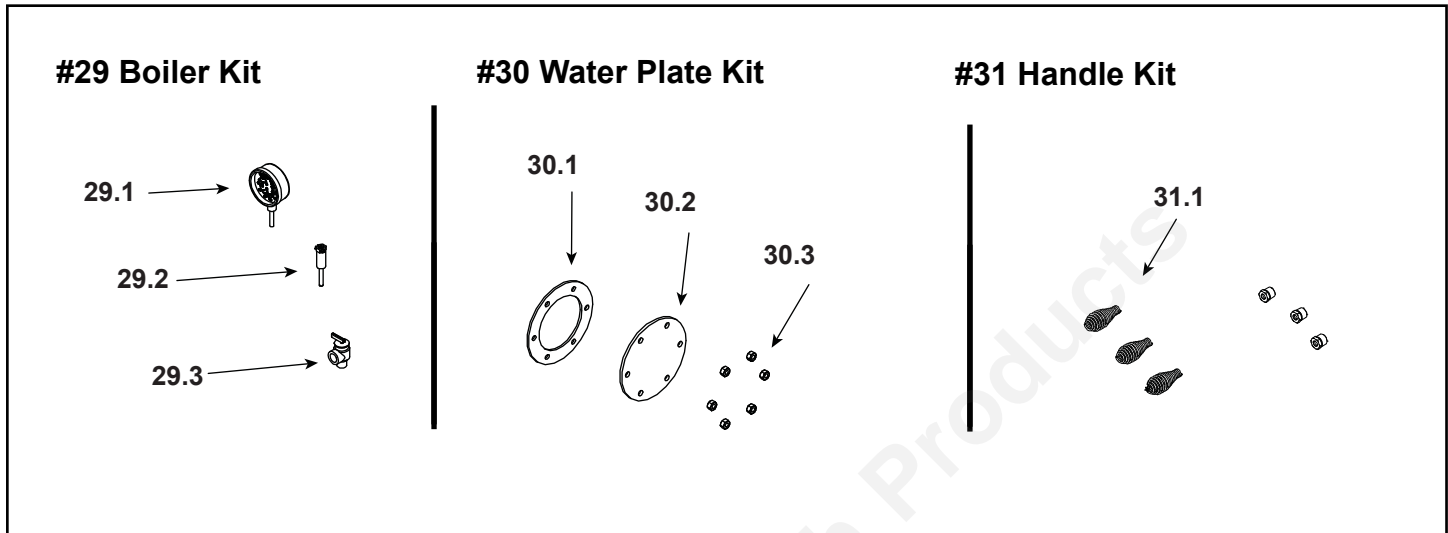 #29 Boiler Kit
#30 Water Plate Kit
#31 Handle Kit
29.1
29.2
29.3
30.1
30.2
30.3
31.1
Products